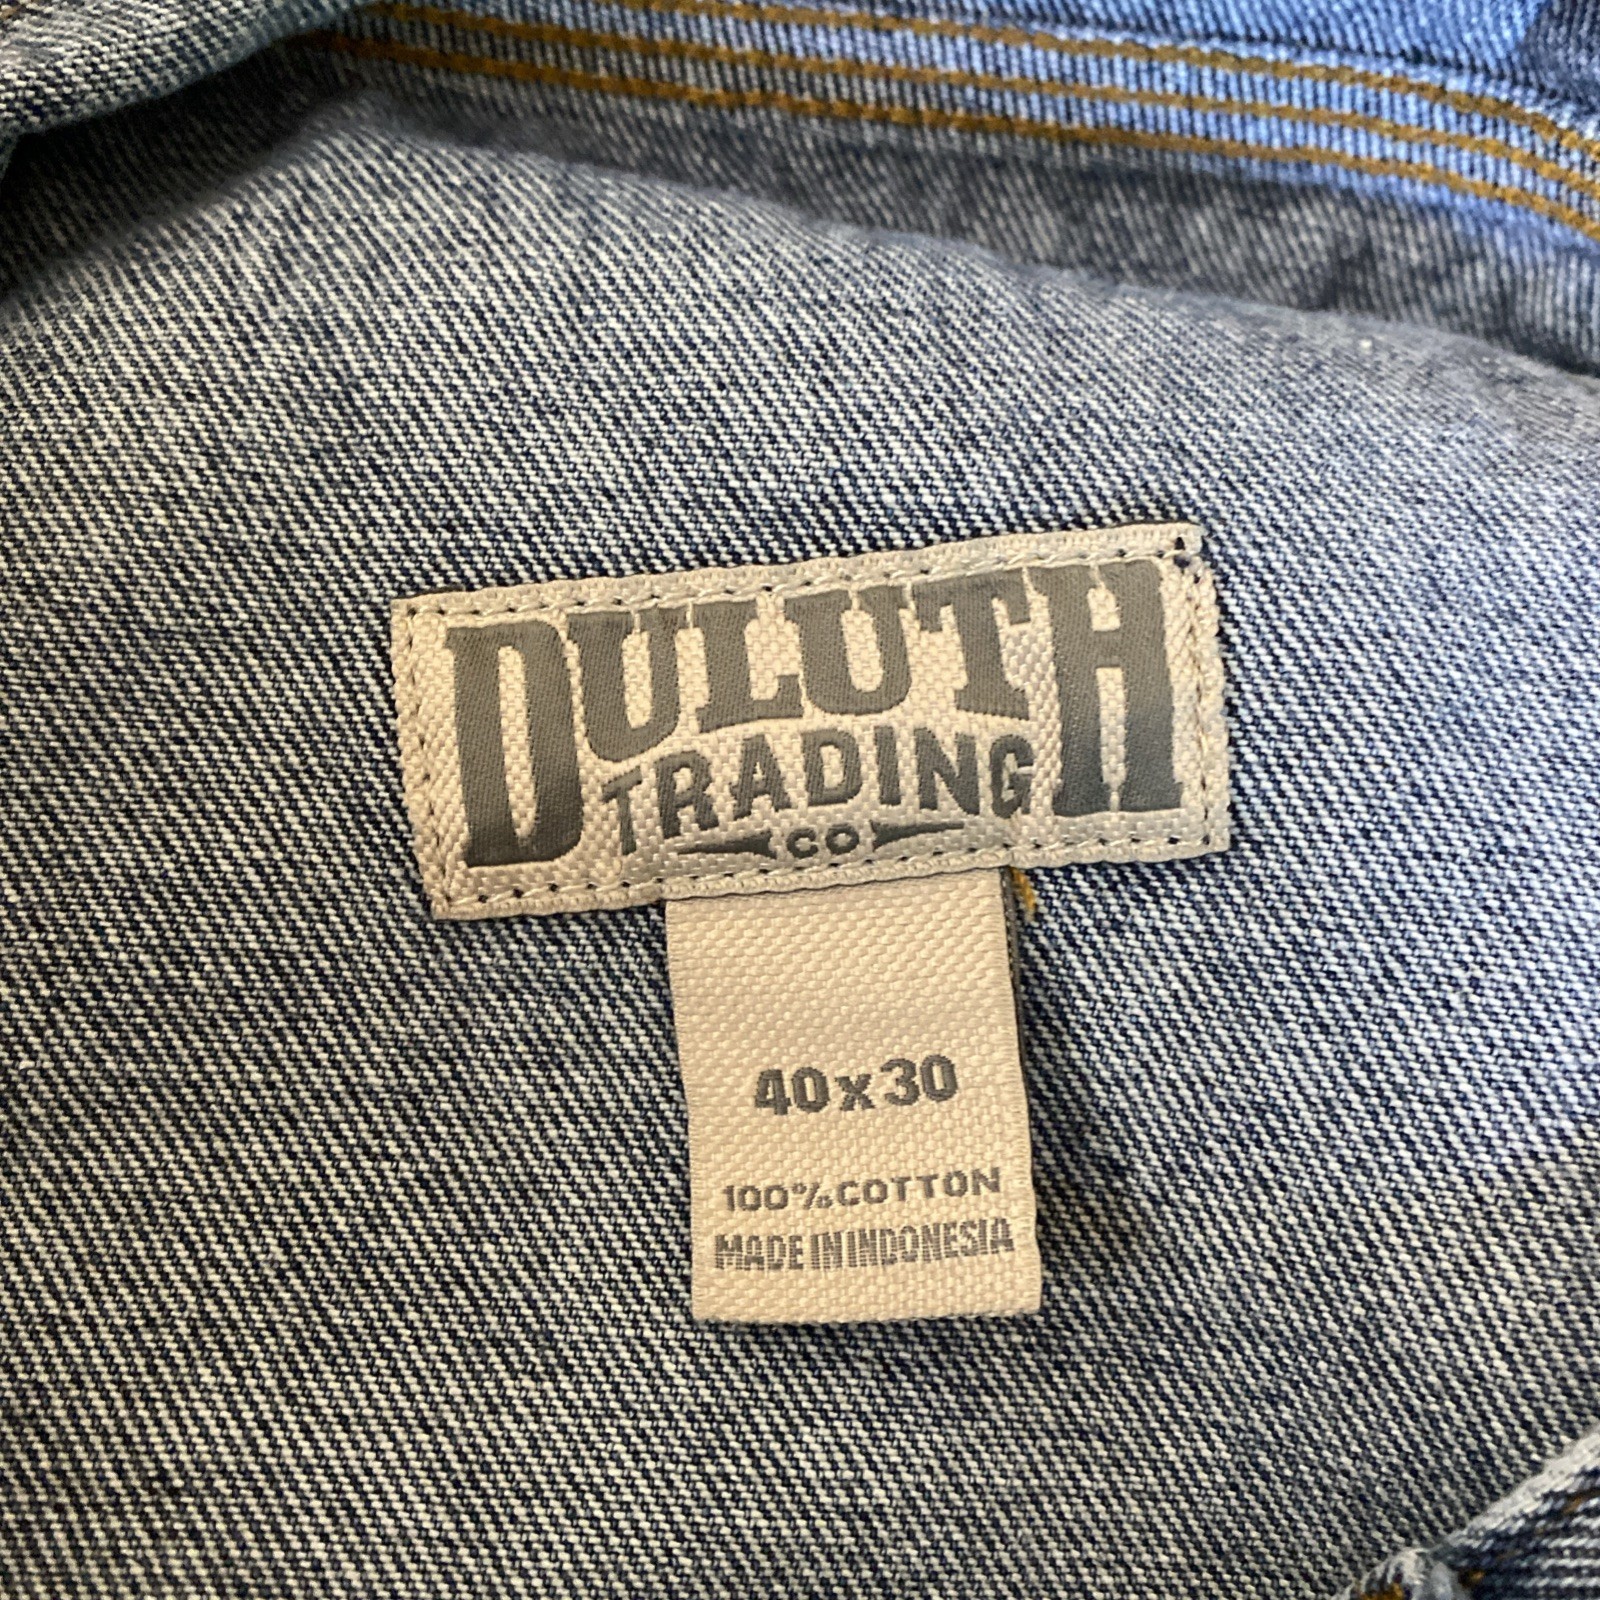 DULUTH
TRADING
CO
40x30
100% COTTON
MADE IN INDONESIA